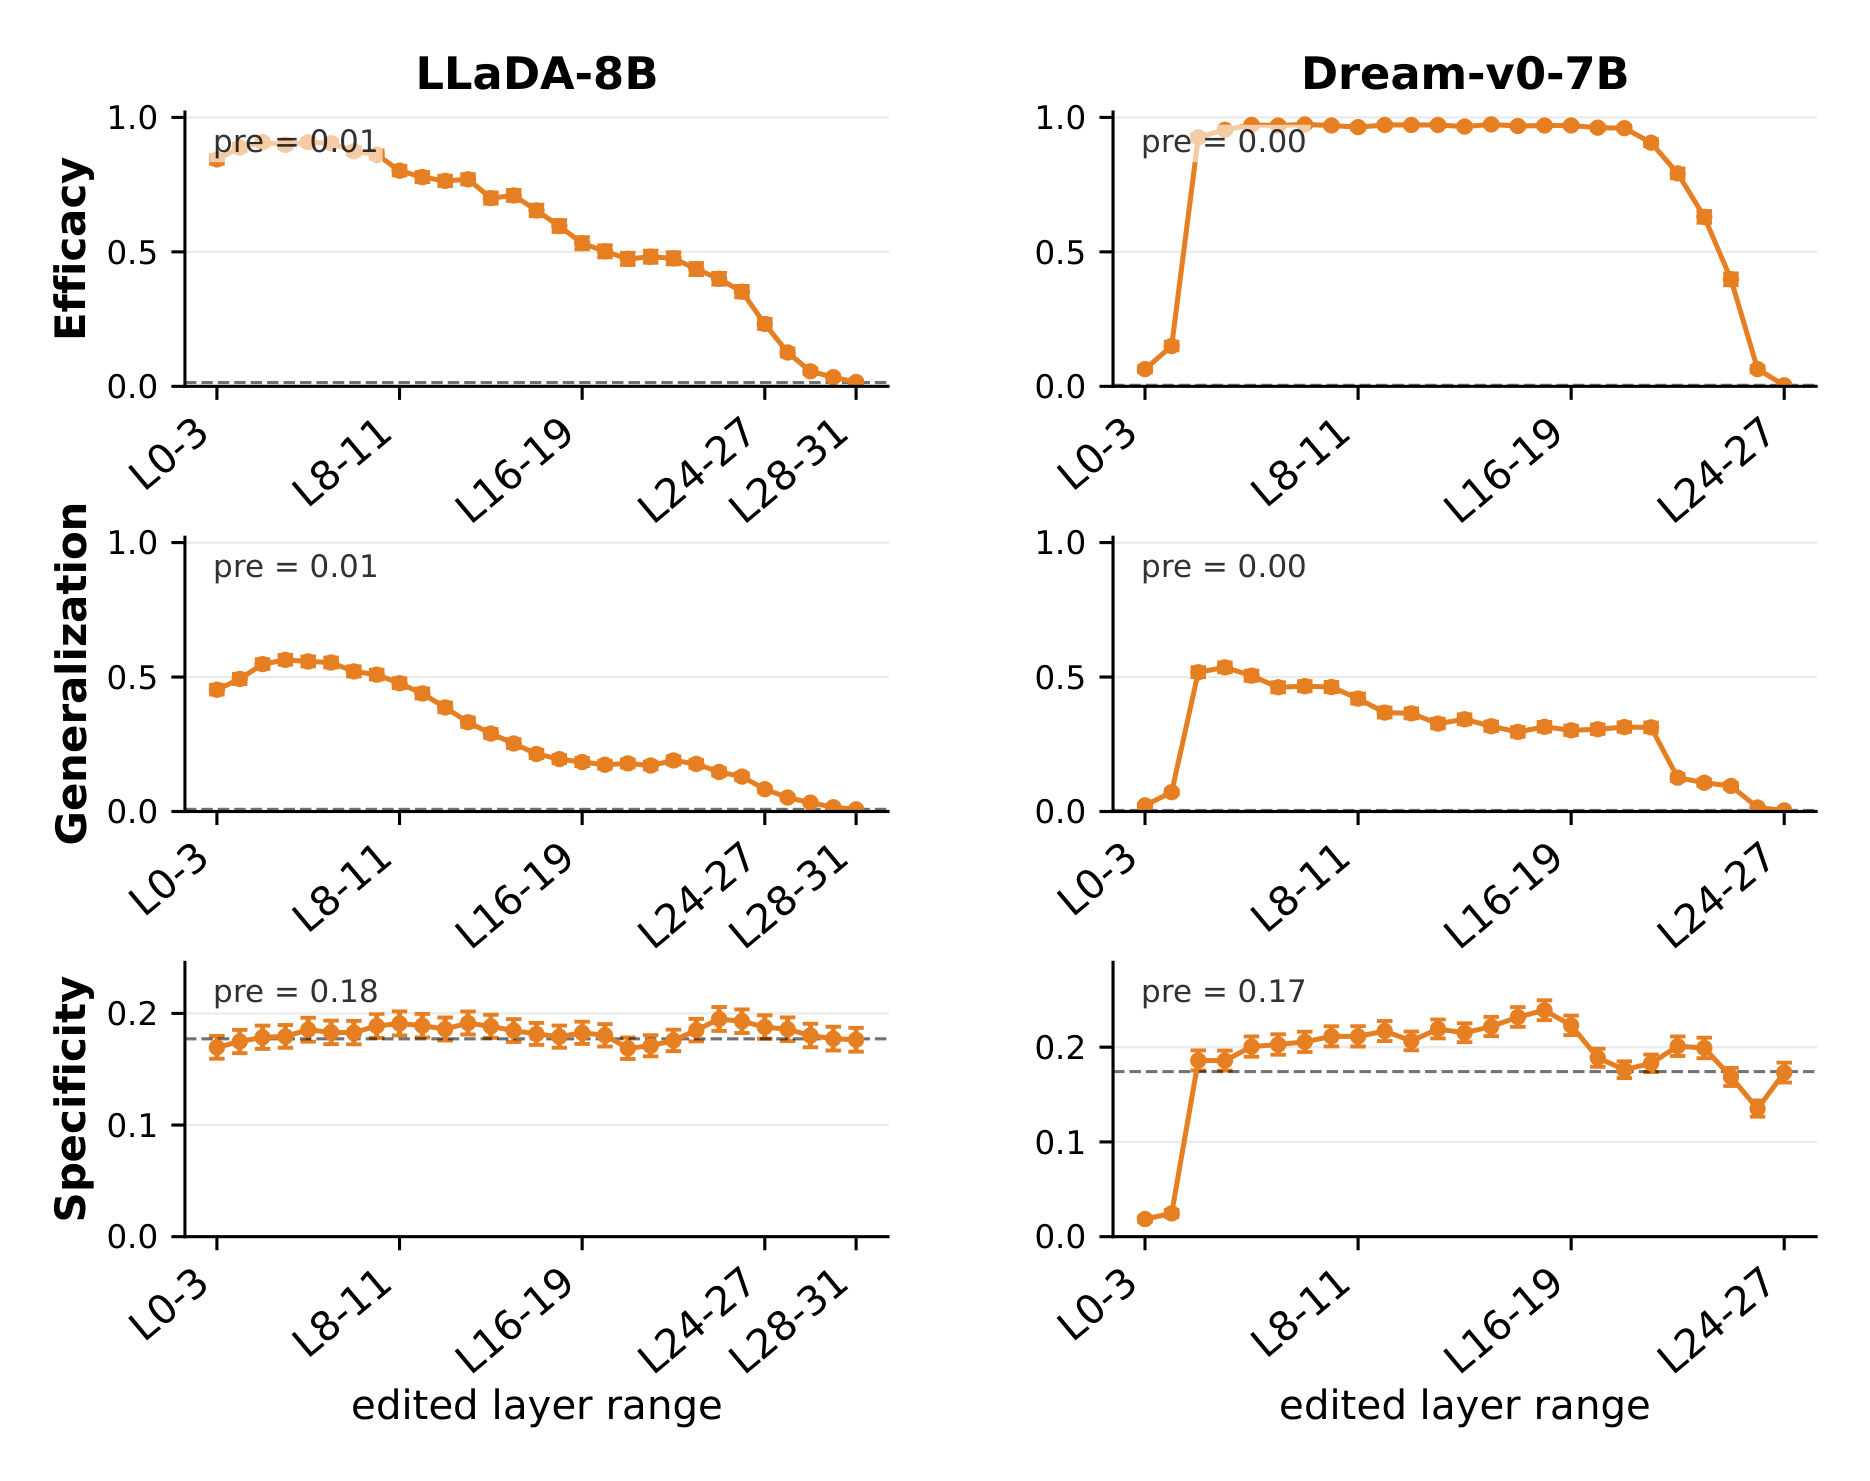 LLaDA-8B
Dream-v0-7B
Efficacy
1.0
0.5
0.0
pre = 0.01
L0-3
L8-11
L16-19
L24-27
L28-31
1.0
0.5
0.0
pre = 0.00
L0-3
L8-11
L16-19
L24-27
Generalization
1.0
0.5
0.0
pre = 0.01
L0-3
L8-11
L16-19
L24-27
L28-31
1.0
0.5
0.0
pre = 0.00
L0-3
L8-11
L16-19
L24-27
Specificity
0.2
0.1
0.0
pre = 0.18
L0-3
L8-11
L16-19
L24-27
L28-31
edited layer range
0.2
0.1
0.0
pre = 0.17
L0-3
L8-11
L16-19
L24-27
edited layer range